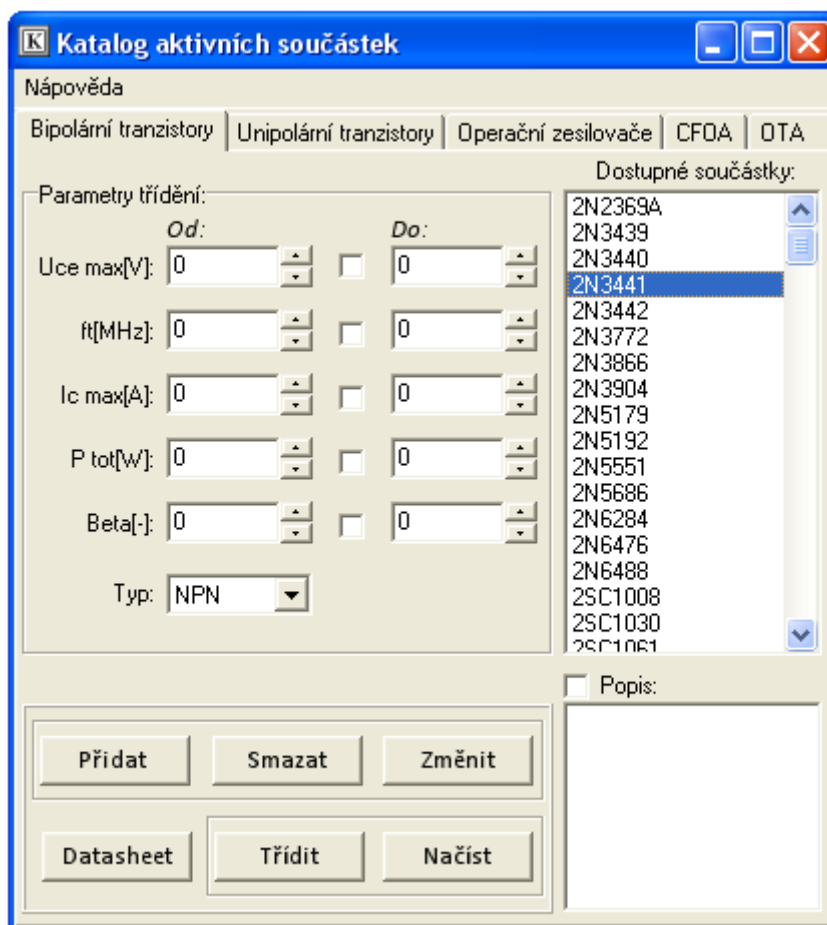 K Katalog aktivních součástek
Nápověda
Bipolární tranzistory Unipolární tranzistory Operační zesilovače CFOA OTA
Dostupné součástky:
Parametry třídění:
Od: Do:
Uce max[V]: 0 0
ft[MHz]: 0 0
Ic max[A]: 0 0
P tot[W]: 0 0
Beta[-]: 0 0
Typ: NPN
2N2369A
2N3439
2N3440
2N3441
2N3442
2N3772
2N3866
2N3904
2N5179
2N5192
2N5551
2N5686
2N6284
2N6476
2N6488
2SC1008
2SC1030
2SC1061
Popis:
Přidat Smazat Změnit
Datasheet Třídit Načíst